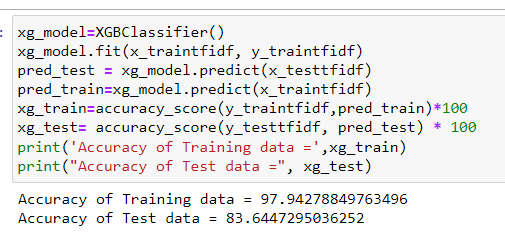 : xg_model=XGBClassifier()
xg_model.fit(x_traintfidf, y_traintfidf)
pred_test = xg_model.predict(x_testtfidf)
pred_train=xg_model.predict(x_traintfidf)
xg_train=accuracy_score(y_traintfidf,pred_train)*100
xg_test= accuracy_score(y_testtfidf, pred_test) * 100
print('Accuracy of Training data =',xg_train)
print("Accuracy of Test data =", xg_test)
Accuracy of Training data = 97.94278849763496
Accuracy of Test data = 83.6447295036252